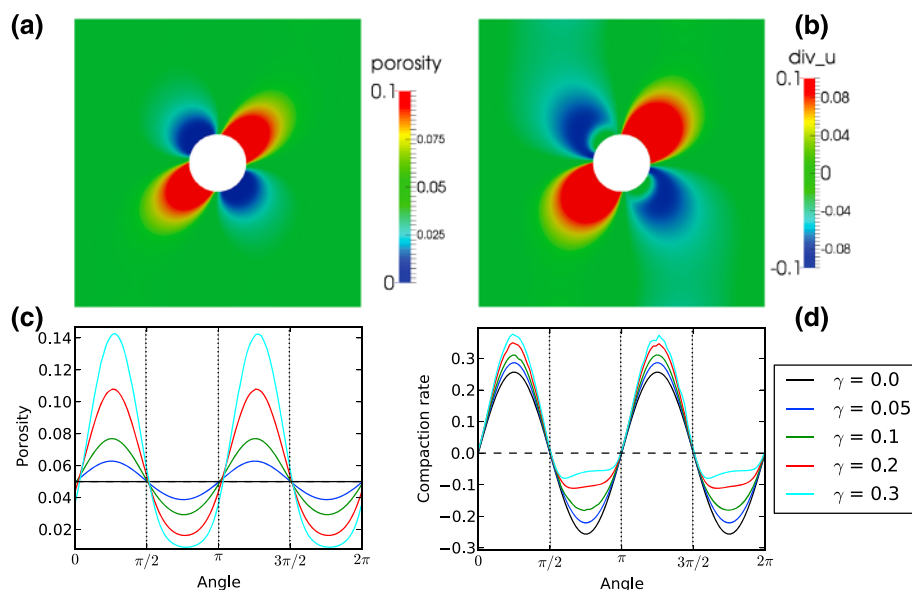 (a)
porosity
0.1
0.075
0.05
0.025
0
(b)
div_u
0.1
0.08
0.04
0
-0.04
-0.08
-0.1
(c)
0.14
0.12
0.10
0.08
0.06
0.04
0.02
Porosity
0
π/2
π
3π/2
2π
Angle
(d)
0.3
0.2
0.1
0.0
−0.1
−0.2
−0.3
Compaction rate
0
π/2
π
3π/2
2π
Angle
γ = 0.0
γ = 0.05
γ = 0.1
γ = 0.2
γ = 0.3